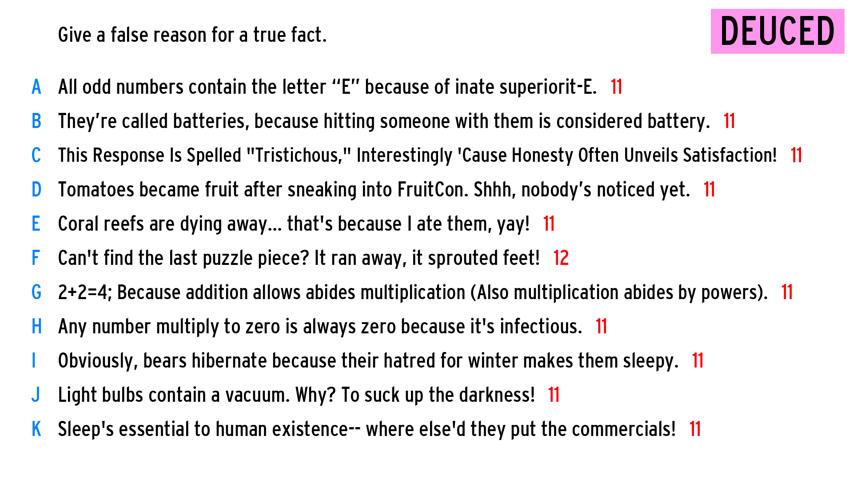 Give a false reason for a true fact.
DEUCED
A All odd numbers contain the letter “E” because of inate superiorit-E. 11
B They’re called batteries, because hitting someone with them is considered battery. 11
C This Response Is Spelled "Tristichous," Interestingly 'Cause Honesty Often Unveils Satisfaction! 11
D Tomatoes became fruit after sneaking into FruitCon. Shhh, nobody’s noticed yet. 11
E Coral reefs are dying away... that's because I ate them, yay! 11
F Can't find the last puzzle piece? It ran away, it sprouted feet! 12
G 2+2=4; Because addition allows abides multiplication (Also multiplication abides by powers). 11
H Any number multiply to zero is always zero because it's infectious. 11
I Obviously, bears hibernate because their hatred for winter makes them sleepy. 11
J Light bulbs contain a vacuum. Why? To suck up the darkness! 11
K Sleep's essential to human existence-- where else'd they put the commercials! 11